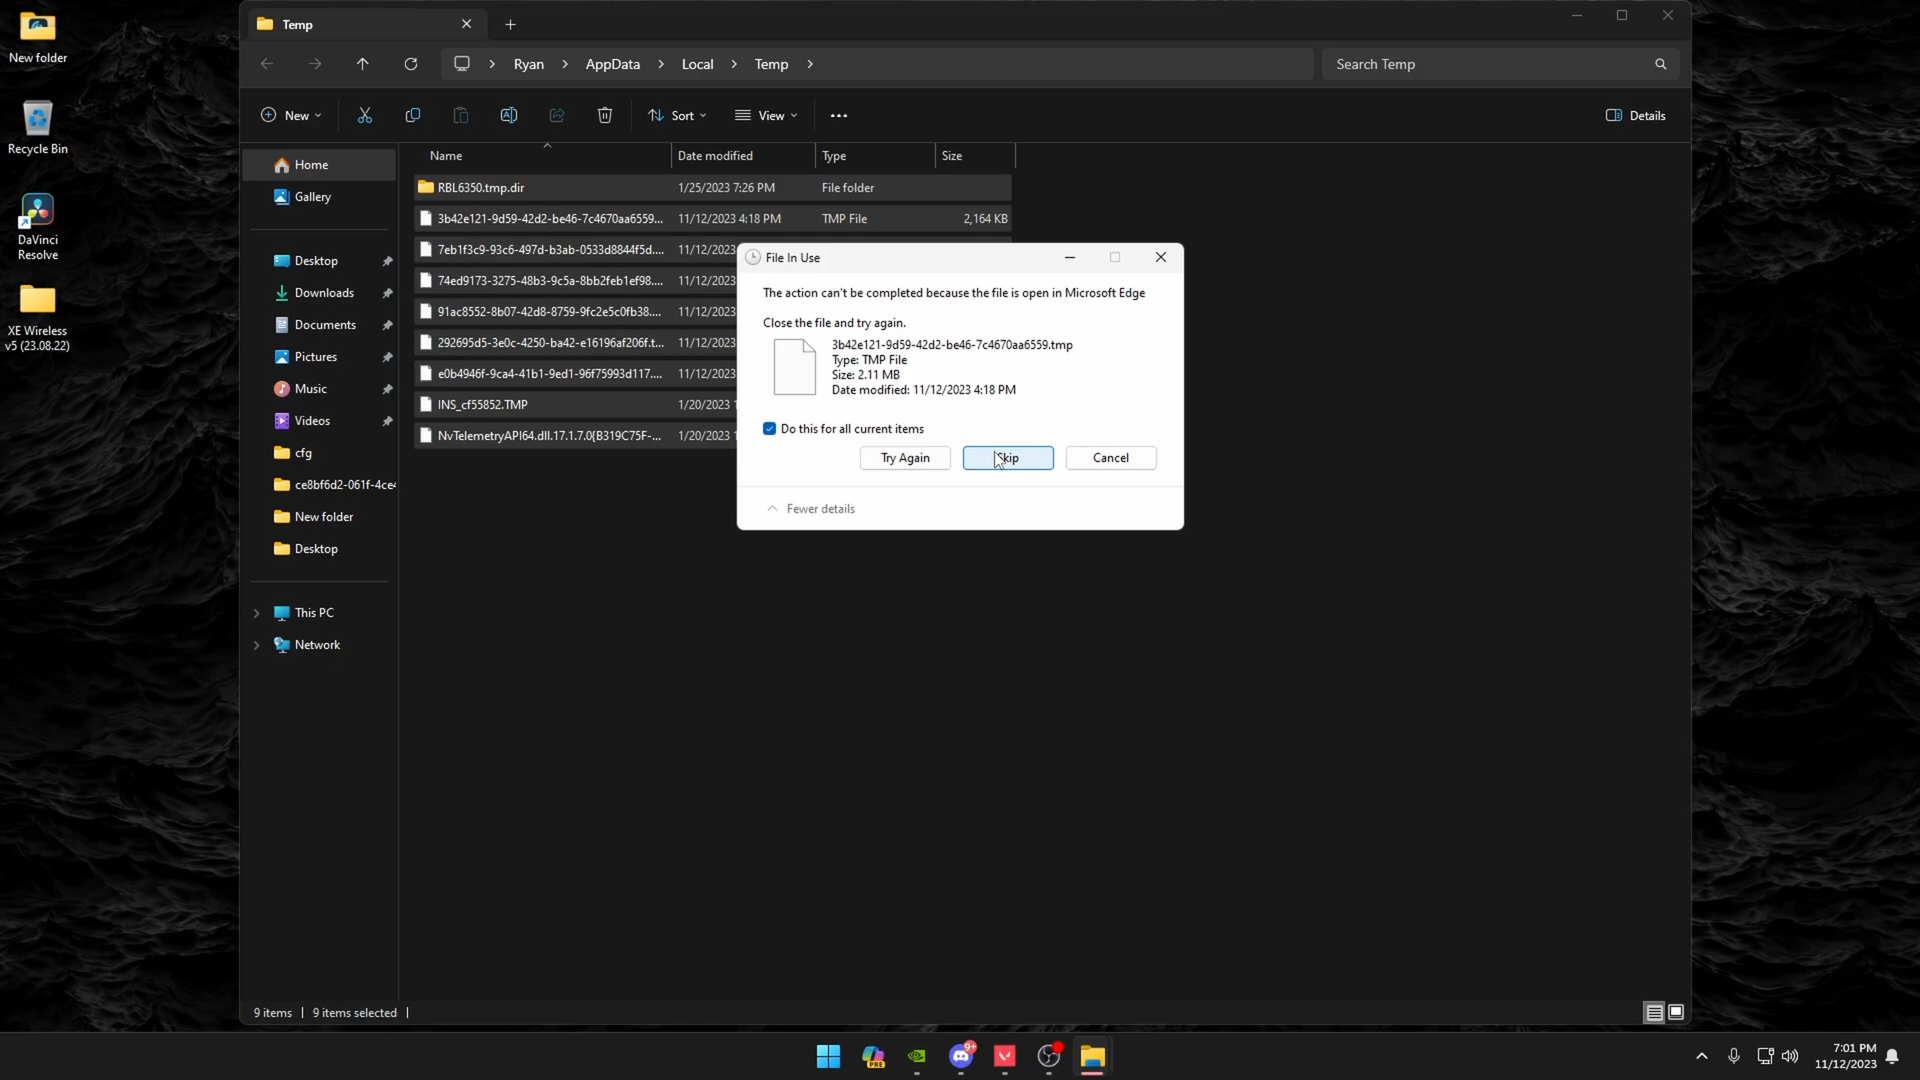 New folder
Recycle Bin
DaVinci
Resolve
XE Wireless
v5 (23.08.22)
Temp
Ryan
AppData
Local
Temp
Search Temp
New
Sort
View
Details
Home
Gallery
Desktop
Downloads
Documents
Pictures
Music
Videos
cfg
ce8bf6d2-061f-4ce4
New folder
Desktop
This PC
Network
Name Date modified Type Size
RBL6350.tmp.dir 1/25/2023 7:26 PM File folder
3b42e121-9d59-42d2-be46-7c4670aa6559... 11/12/2023 4:18 PM TMP File 2,164 KB
7eb1f3c9-93c6-497d-b3ab-0533d8844f5d.... 11/12/2023
74ed9173-3275-48b3-9c5a-8bb2feb1ef98.... 11/12/2023
91ac8552-8b07-42d8-8759-9fc2e5c0fb38.... 11/12/2023
292695d5-3e0c-4250-ba42-e16196af206f.t... 11/12/2023
e0b4946f-9ca4-41b1-9ed1-96f75993d117.... 11/12/2023
INS_cf55852.TMP 1/20/2023 1
NvTelemetryAPI64.dll.17.1.7.0{B319C75F-... 1/20/2023 1
File In Use
The action can't be completed because the file is open in Microsoft Edge
Close the file and try again.
3b42e121-9d59-42d2-be46-7c4670aa6559.tmp
Type: TMP File
Size: 2.11 MB
Date modified: 11/12/2023 4:18 PM
Do this for all current items
Try Again
Skip
Cancel
Fewer details
9 items
9 items selected
PRE
9+
7:01 PM
11/12/2023